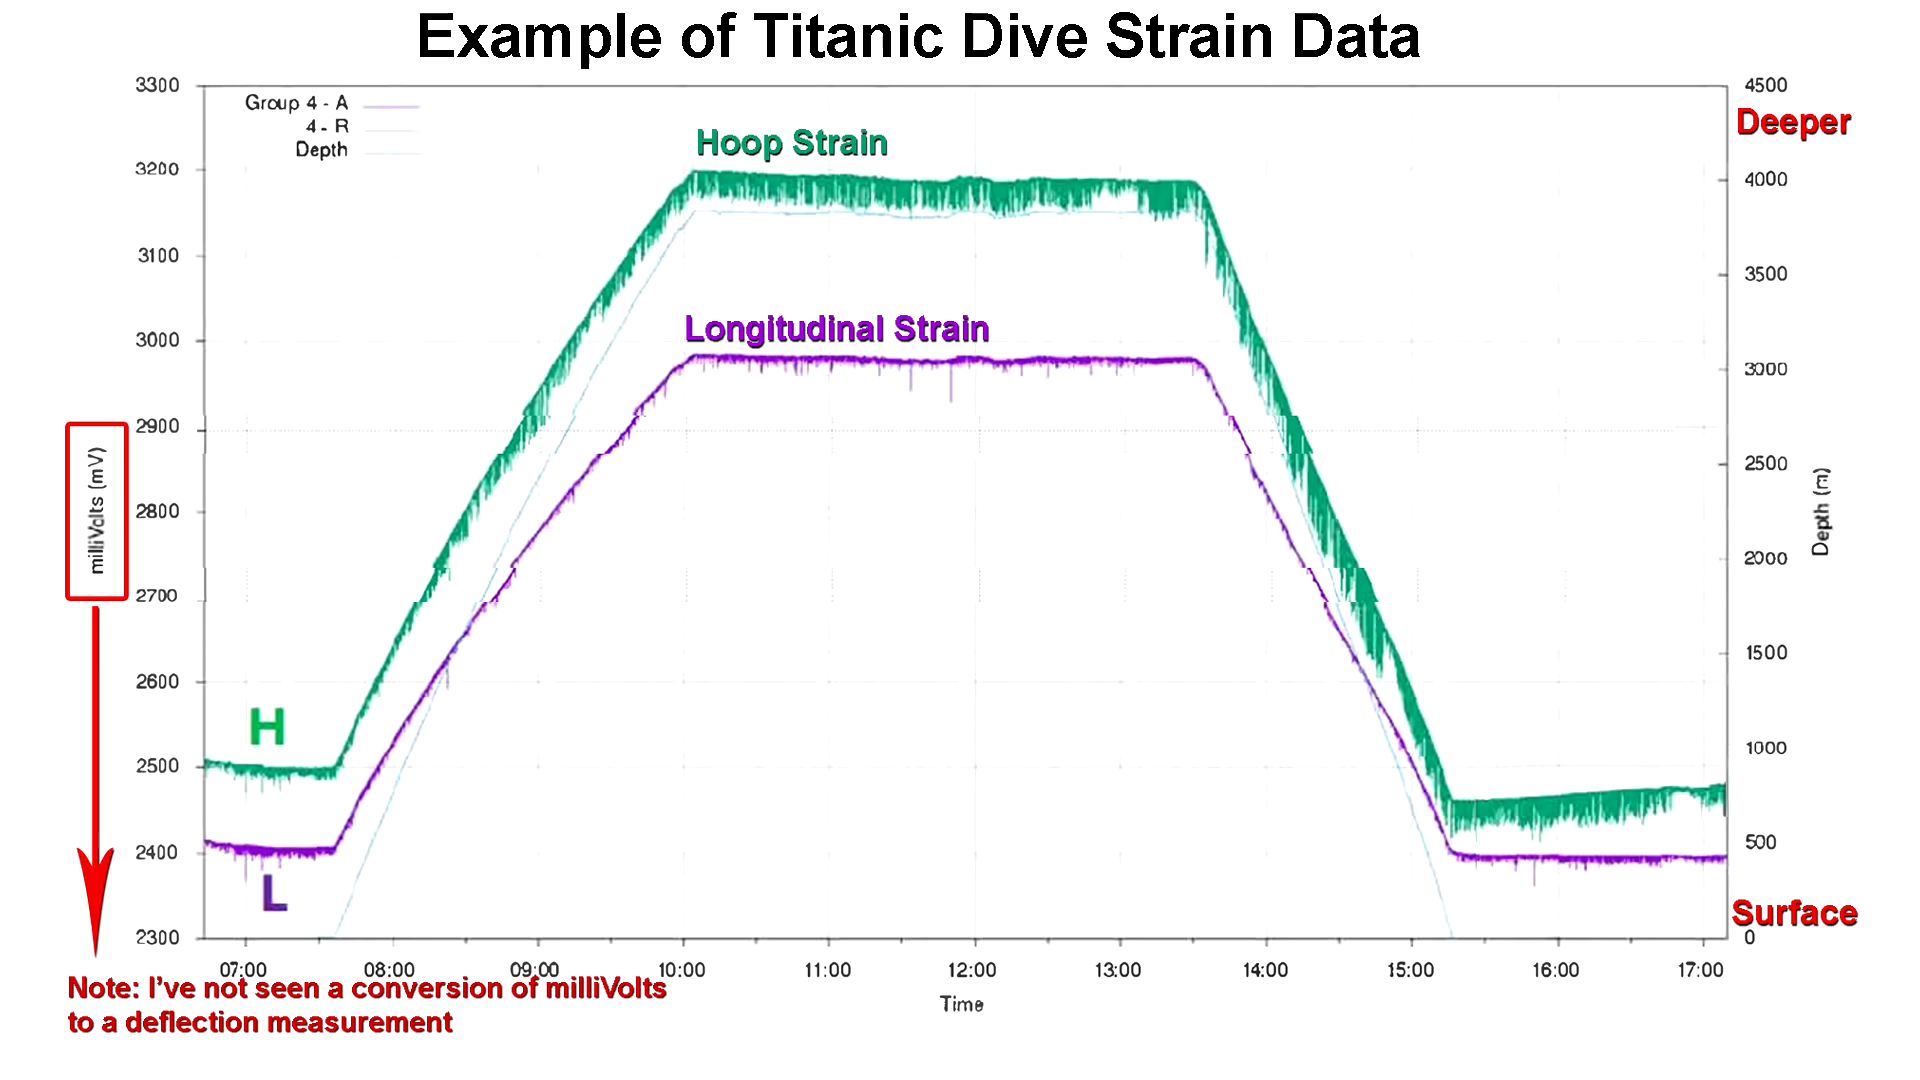 Example of Titanic Dive Strain Data
3300
3200
3100
3000
2900
2800
2700
2600
2500
2400
2300
milliVolts (mV)
Group 4 - A
4 - R
Depth
Hoop Strain
Longitudinal Strain
H
L
4500
4000
3500
3000
2500
2000
1500
1000
500
0
Deeper
Depth (m)
Surface
07:00 08:00 09:00 10:00 11:00 12:00 13:00 14:00 15:00 16:00 17:00
Time
Note: I've not seen a conversion of milliVolts
to a deflection measurement